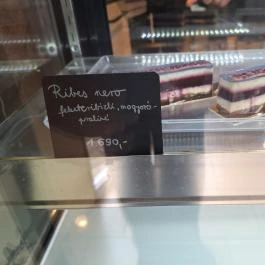 Ribes nero
feketeribizli, mogyoró-
praliné
1.690,-